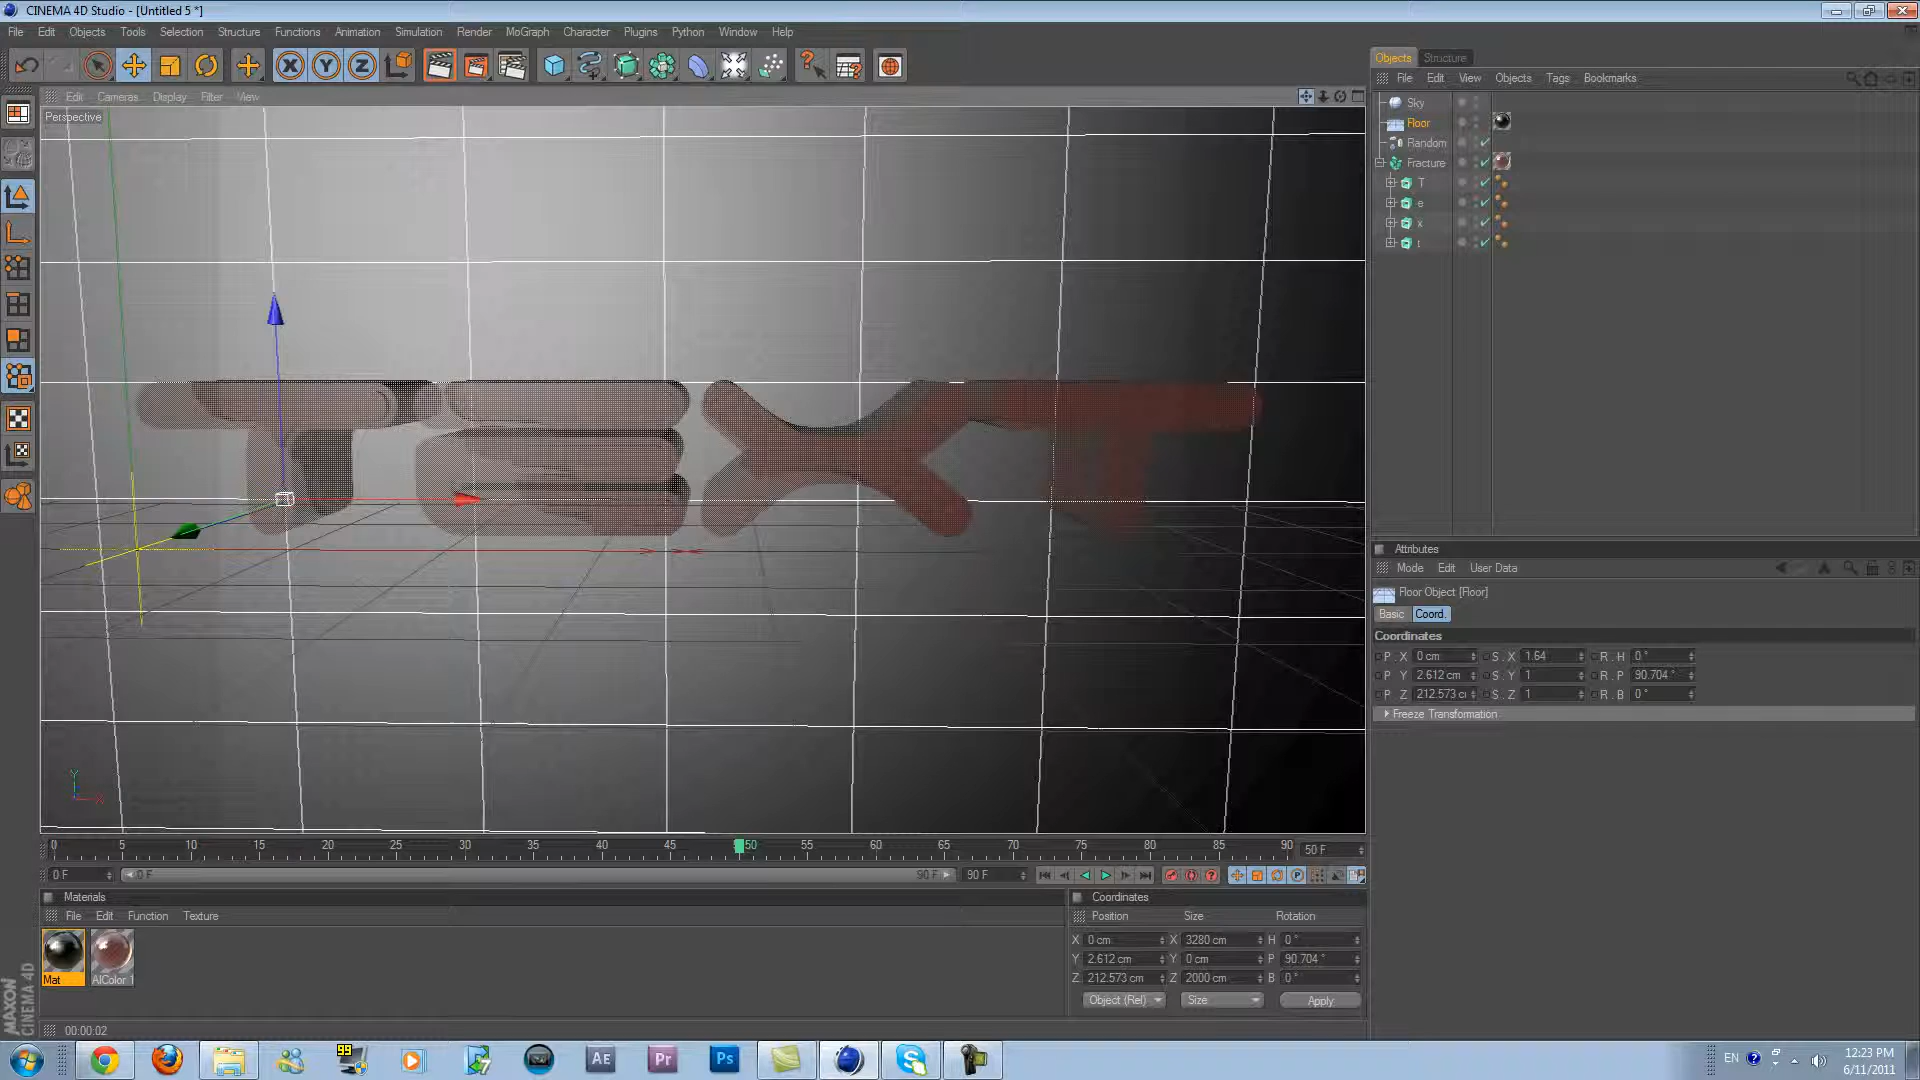 CINEMA 4D Studio - [Untitled 5 *]
File Edit Objects Tools Selection Structure Functions Animation Simulation Render MoGraph Character Plugins Python Window Help
Objects Structure
File Edit View Objects Tags Bookmarks
Edit Cameras Display Filter View
Perspective
Sky
Floor
Random
Fracture
T
e
x
t
TEXT
Attributes
Mode Edit User Data
Floor Object [Floor]
Basic Coord.
Coordinates
P . X 0 cm S . X 1.64 R . H 0 °
P . Y 2.612 cm S . Y 1 R . P 90.704 °
P . Z 212.573 c S . Z 1 R . B 0 °
Freeze Transformation
Y
X
0 5 10 15 20 25 30 35 40 45 50 55 60 65 70 75 80 85 90 50 F
0 F 0 F 90 F 90 F
Materials
File Edit Function Texture
Mat AlColor 1
Coordinates
Position Size Rotation
X 0 cm X 3280 cm H 0 °
Y 2.612 cm Y 0 cm P 90.704 °
Z 212.573 cm Z 2000 cm B 0 °
Object (Rel) Size Apply
MAXON
CINEMA 4D
00:00:02
99
AE Pr Ps
EN
12:23 PM
6/11/2011